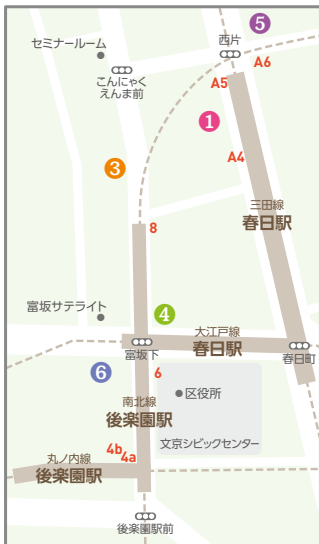 5
セミナールーム
西片
A6
こんにゃく
えんま前
A5
1
A4
3
三田線
春日駅
8
富坂サテライト
4
大江戸線
春日駅
富坂下
春日町
6
6
区役所
南北線
後楽園駅
文京シビックセンター
4b
4a
丸ノ内線
後楽園駅
後楽園駅前